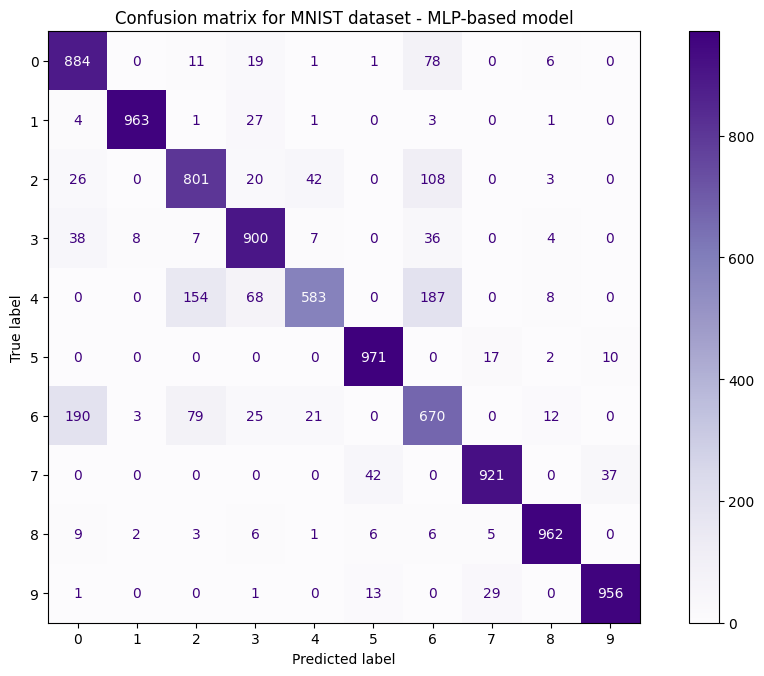 Confusion matrix for MNIST dataset - MLP-based model
True label
0 884 0 11 19 1 1 78 0 6 0
1 4 963 1 27 1 0 3 0 1 0
2 26 0 801 20 42 0 108 0 3 0
3 38 8 7 900 7 0 36 0 4 0
4 0 0 154 68 583 0 187 0 8 0
5 0 0 0 0 0 971 0 17 2 10
6 190 3 79 25 21 0 670 0 12 0
7 0 0 0 0 0 42 0 921 0 37
8 9 2 3 6 1 6 6 5 962 0
9 1 0 0 1 0 13 0 29 0 956
0 1 2 3 4 5 6 7 8 9
Predicted label
800
600
400
200
0